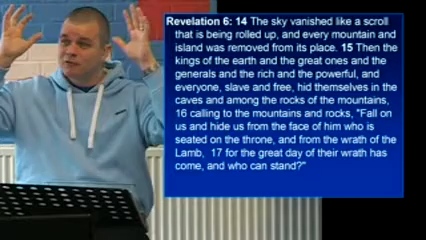 Revelation 6: 14 The sky vanished like a scroll
that is being rolled up, and every mountain and
island was removed from its place. 15 Then the
kings of the earth and the great ones and the
generals and the rich and the powerful, and
everyone, slave and free, hid themselves in the
caves and among the rocks of the mountains,
16 calling to the mountains and rocks, "Fall on
us and hide us from the face of him who is
seated on the throne, and from the wrath of the
Lamb, 17 for the great day of their wrath has
come, and who can stand?"